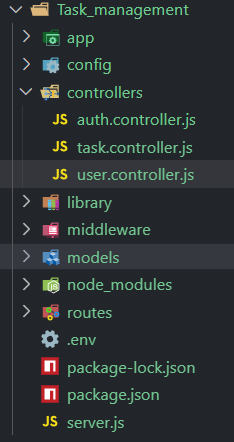 Task_management
app
config
controllers
JS auth.controller.js
JS task.controller.js
JS user.controller.js
library
middleware
models
node_modules
routes
.env
package-lock.json
package.json
JS server.js